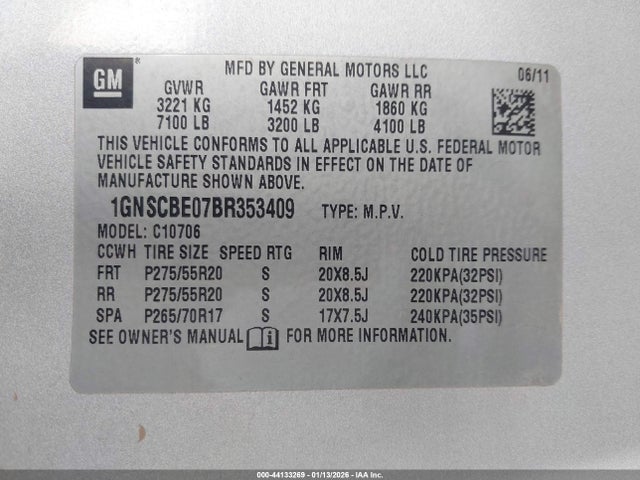 GM
®
MFD BY GENERAL MOTORS LLC 06/11
GVWR GAWR FRT GAWR RR
3221 KG 1452 KG 1860 KG
7100 LB 3200 LB 4100 LB
THIS VEHICLE CONFORMS TO ALL APPLICABLE U.S. FEDERAL MOTOR
VEHICLE SAFETY STANDARDS IN EFFECT ON THE DATE OF
MANUFACTURE SHOWN ABOVE.
1GNSCBE07BR353409 TYPE: M.P.V.
MODEL: C10706
CCWH TIRE SIZE SPEED RTG RIM COLD TIRE PRESSURE
FRT P275/55R20 S 20X8.5J 220KPA(32PSI)
RR P275/55R20 S 20X8.5J 220KPA(32PSI)
SPA P265/70R17 S 17X7.5J 240KPA(35PSI)
SEE OWNER'S MANUAL FOR MORE INFORMATION.
000-44133269 - 01/13/2026 - IAA Inc.